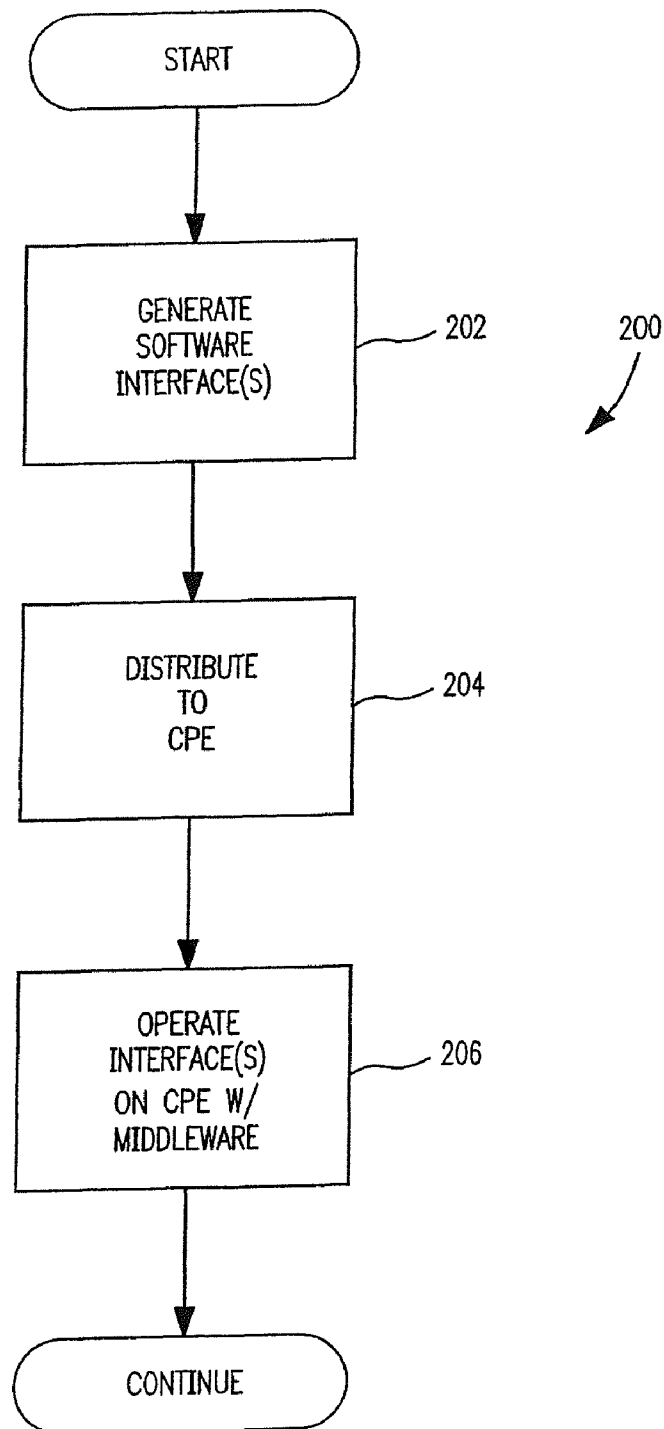 START
GENERATE
SOFTWARE
INTERFACE(S)
202
200
DISTRIBUTE
TO
CPE
204
OPERATE
INTERFACE(S)
ON CPE W/
MIDDLEWARE
206
CONTINUE